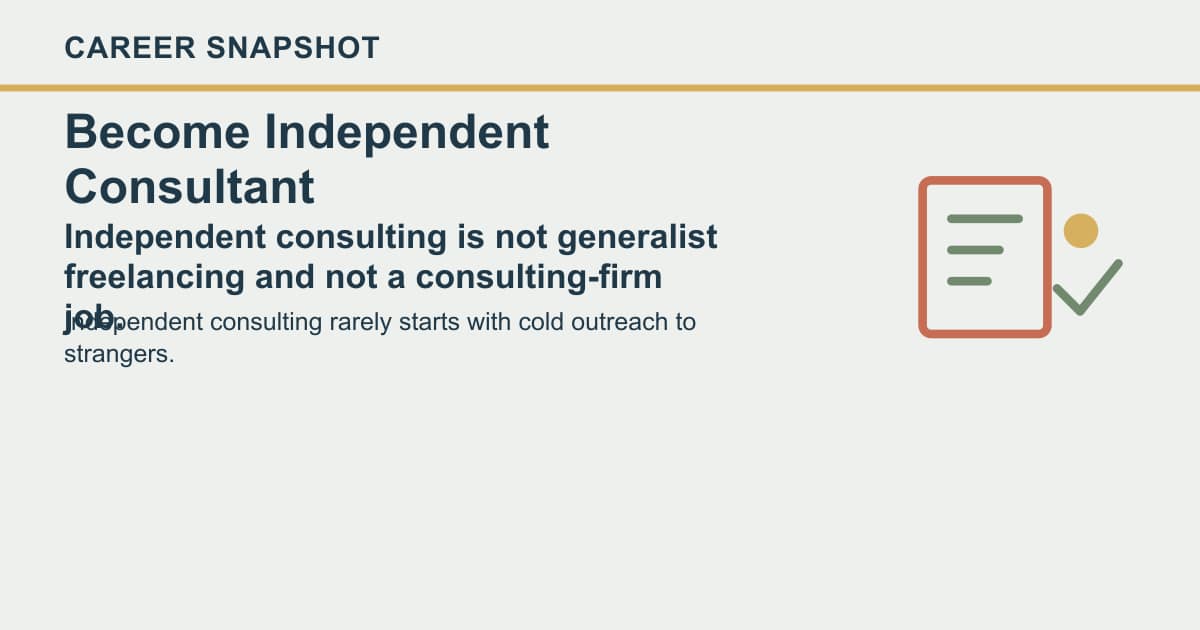 CAREER SNAPSHOT
Become Independent
Consultant
Independent consulting is not generalist
freelancing and not a consulting-firm
job.
Independent consulting rarely starts with cold outreach to
strangers.